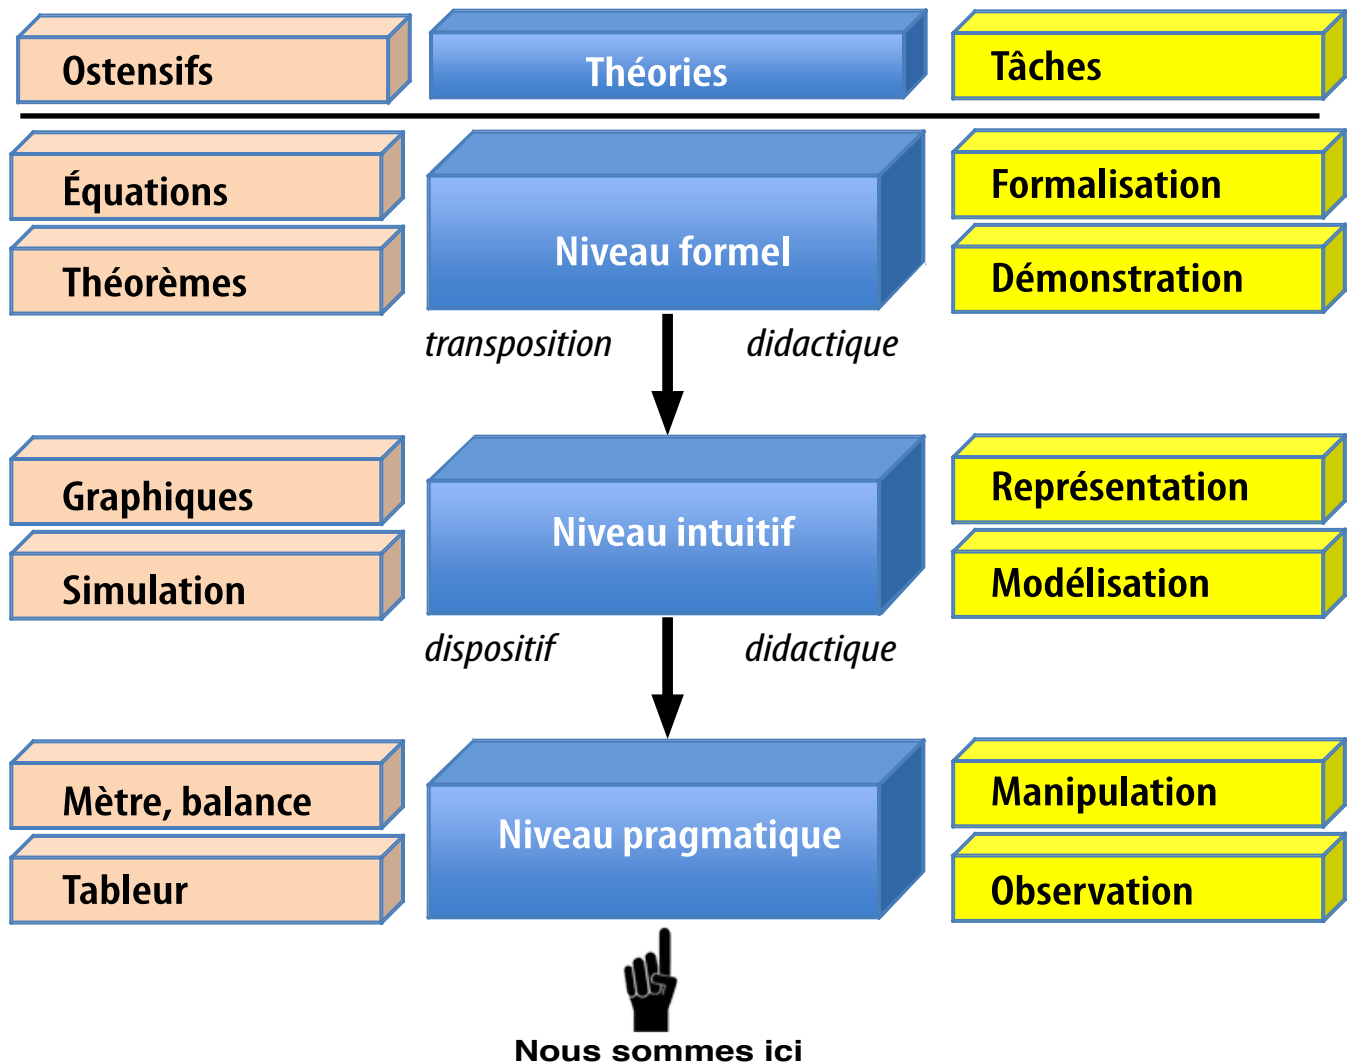 Ostensifs
Théories
Tâches
Équations
Théorèmes
Niveau formel
Formalisation
Démonstration
transposition didactique
Graphiques
Simulation
Niveau intuitif
Représentation
Modélisation
dispositif didactique
Mètre, balance
Tableur
Niveau pragmatique
Manipulation
Observation
Nous sommes ici